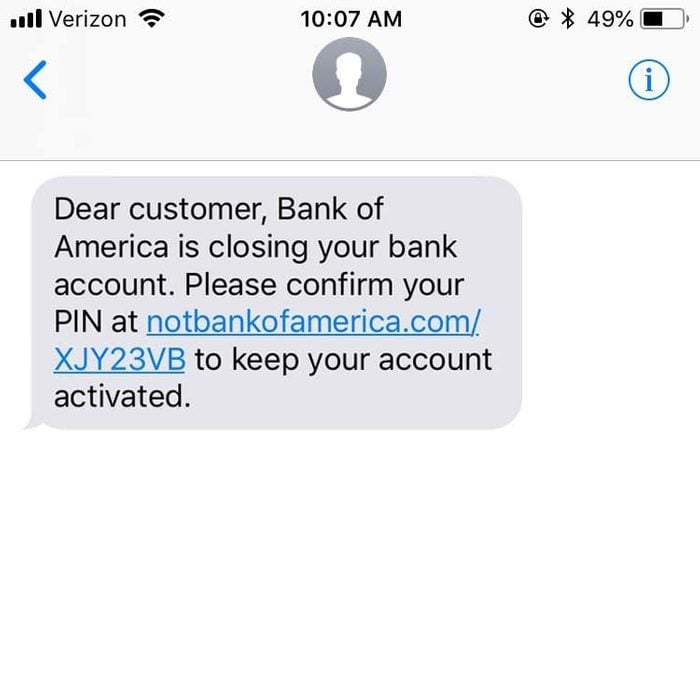 Verizon 10:07 AM 49%
i
Dear customer, Bank of
America is closing your bank
account. Please confirm your
PIN at notbankofamerica.com/
XJY23VB to keep your account
activated.